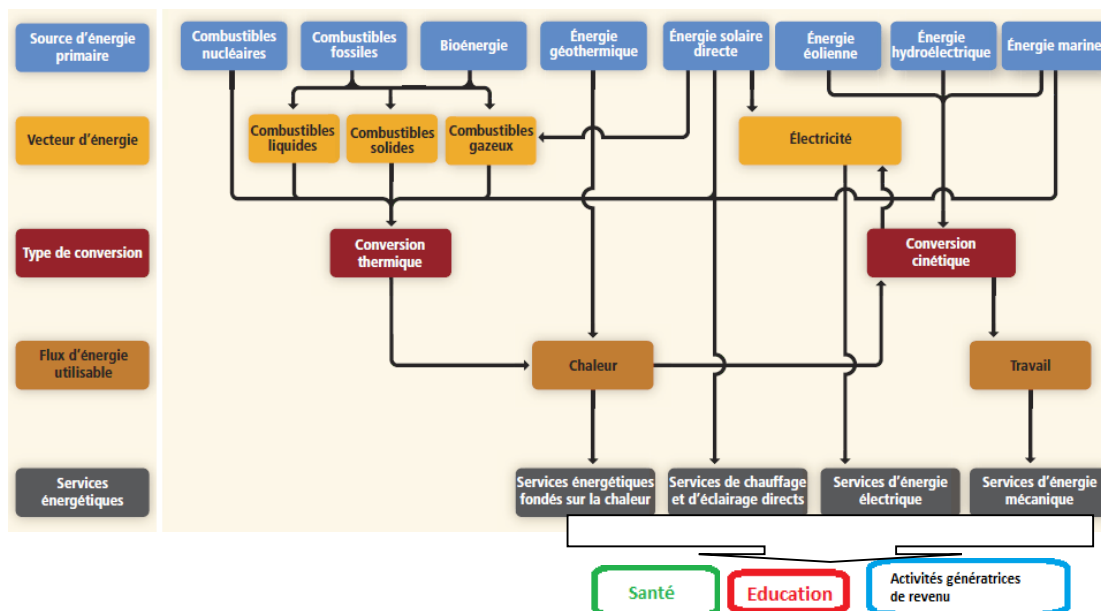 Source d'énergie
primaire
Combustibles
nucléaires
Combustibles
fossiles
Bioénergie
Énergie
géothermique
Énergie solaire
directe
Énergie
éolienne
Énergie
hydroélectrique
Énergie marine
Vecteur d'énergie
Combustibles
liquides
Combustibles
solides
Combustibles
gazeux
Électricité
Type de conversion
Conversion
thermique
Conversion
cinétique
Flux d'énergie
utilisable
Chaleur
Travail
Services
énergétiques
Services énergétiques
fondés sur la chaleur
Services de chauffage
et d'éclairage directs
Services d'énergie
électrique
Services d'énergie
mécanique
Santé
Education
Activités génératrices
de revenu